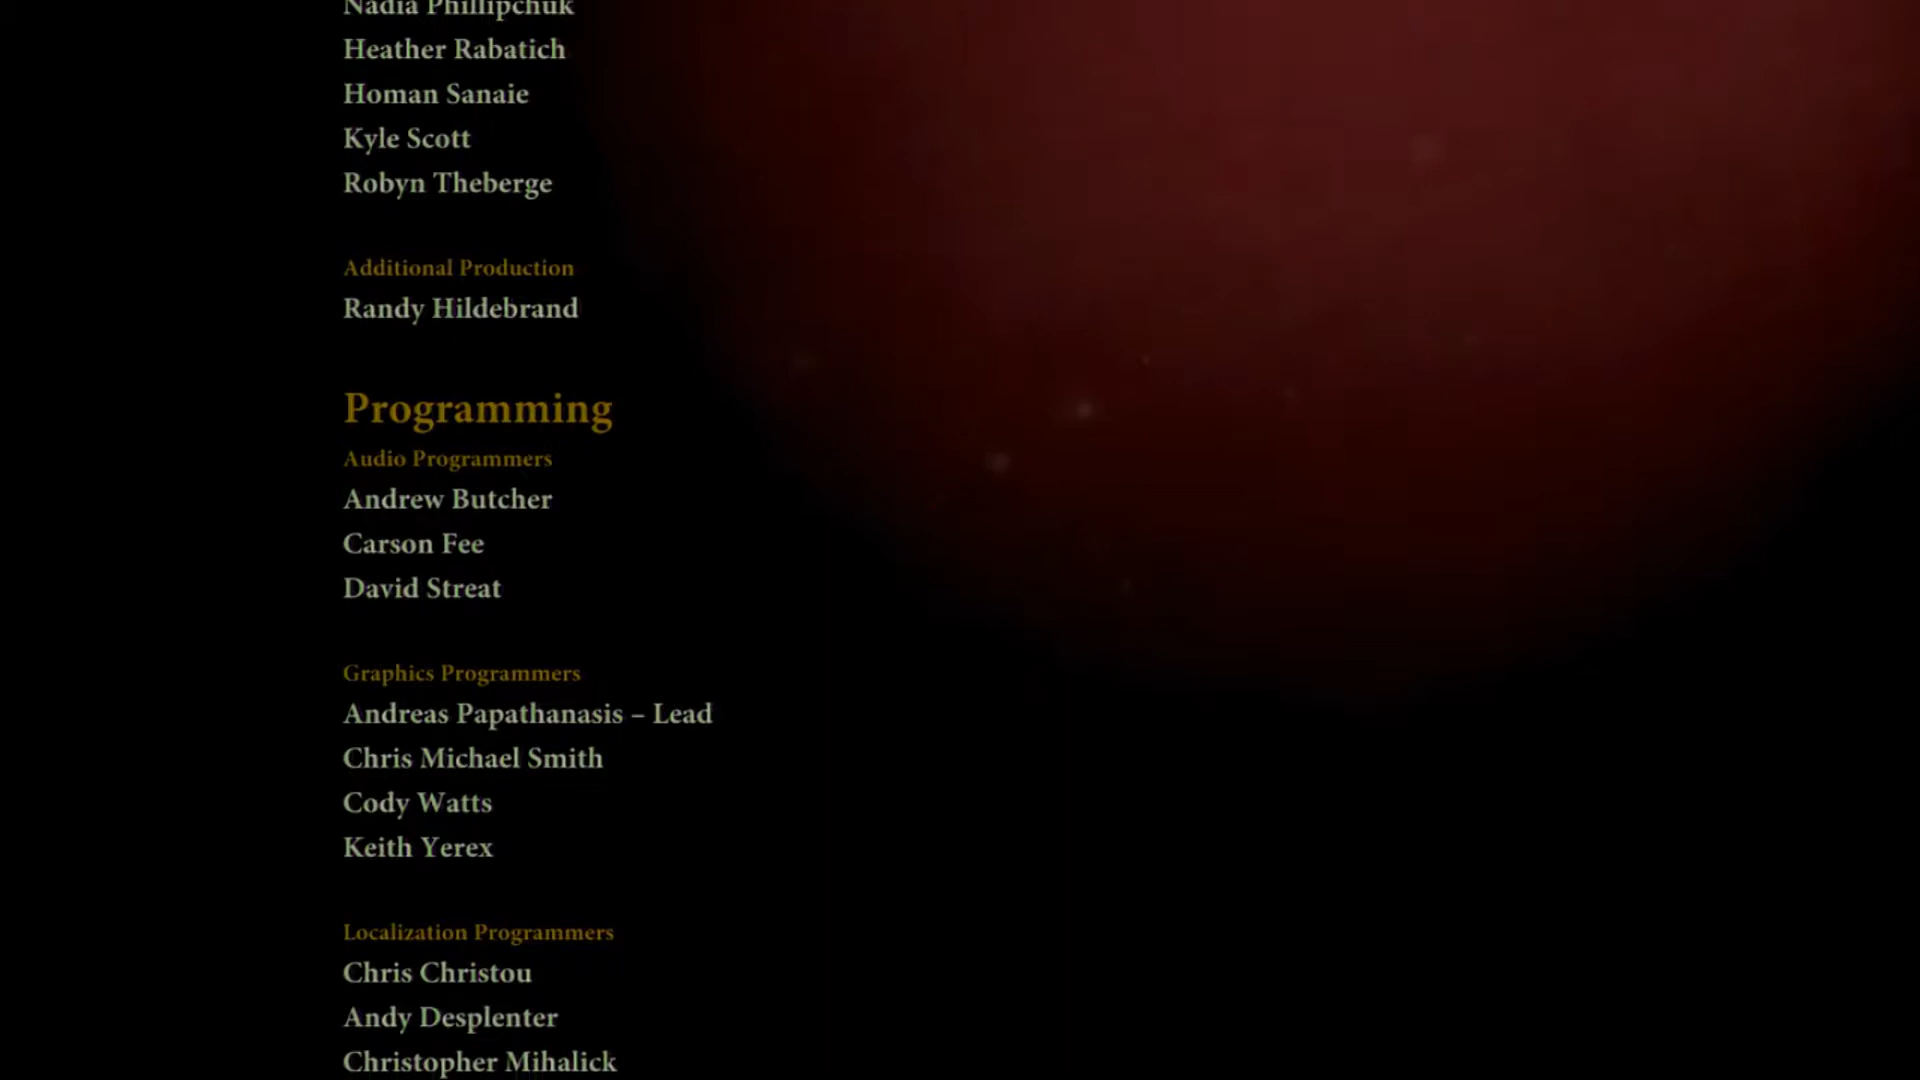 Nadia Phillipchuk
Heather Rabatich
Homan Sanaie
Kyle Scott
Robyn Theberge
Additional Production
Randy Hildebrand
Programming
Audio Programmers
Andrew Butcher
Carson Fee
David Streat
Graphics Programmers
Andreas Papathanasis – Lead
Chris Michael Smith
Cody Watts
Keith Yerex
Localization Programmers
Chris Christou
Andy Desplenter
Christopher Mihalick